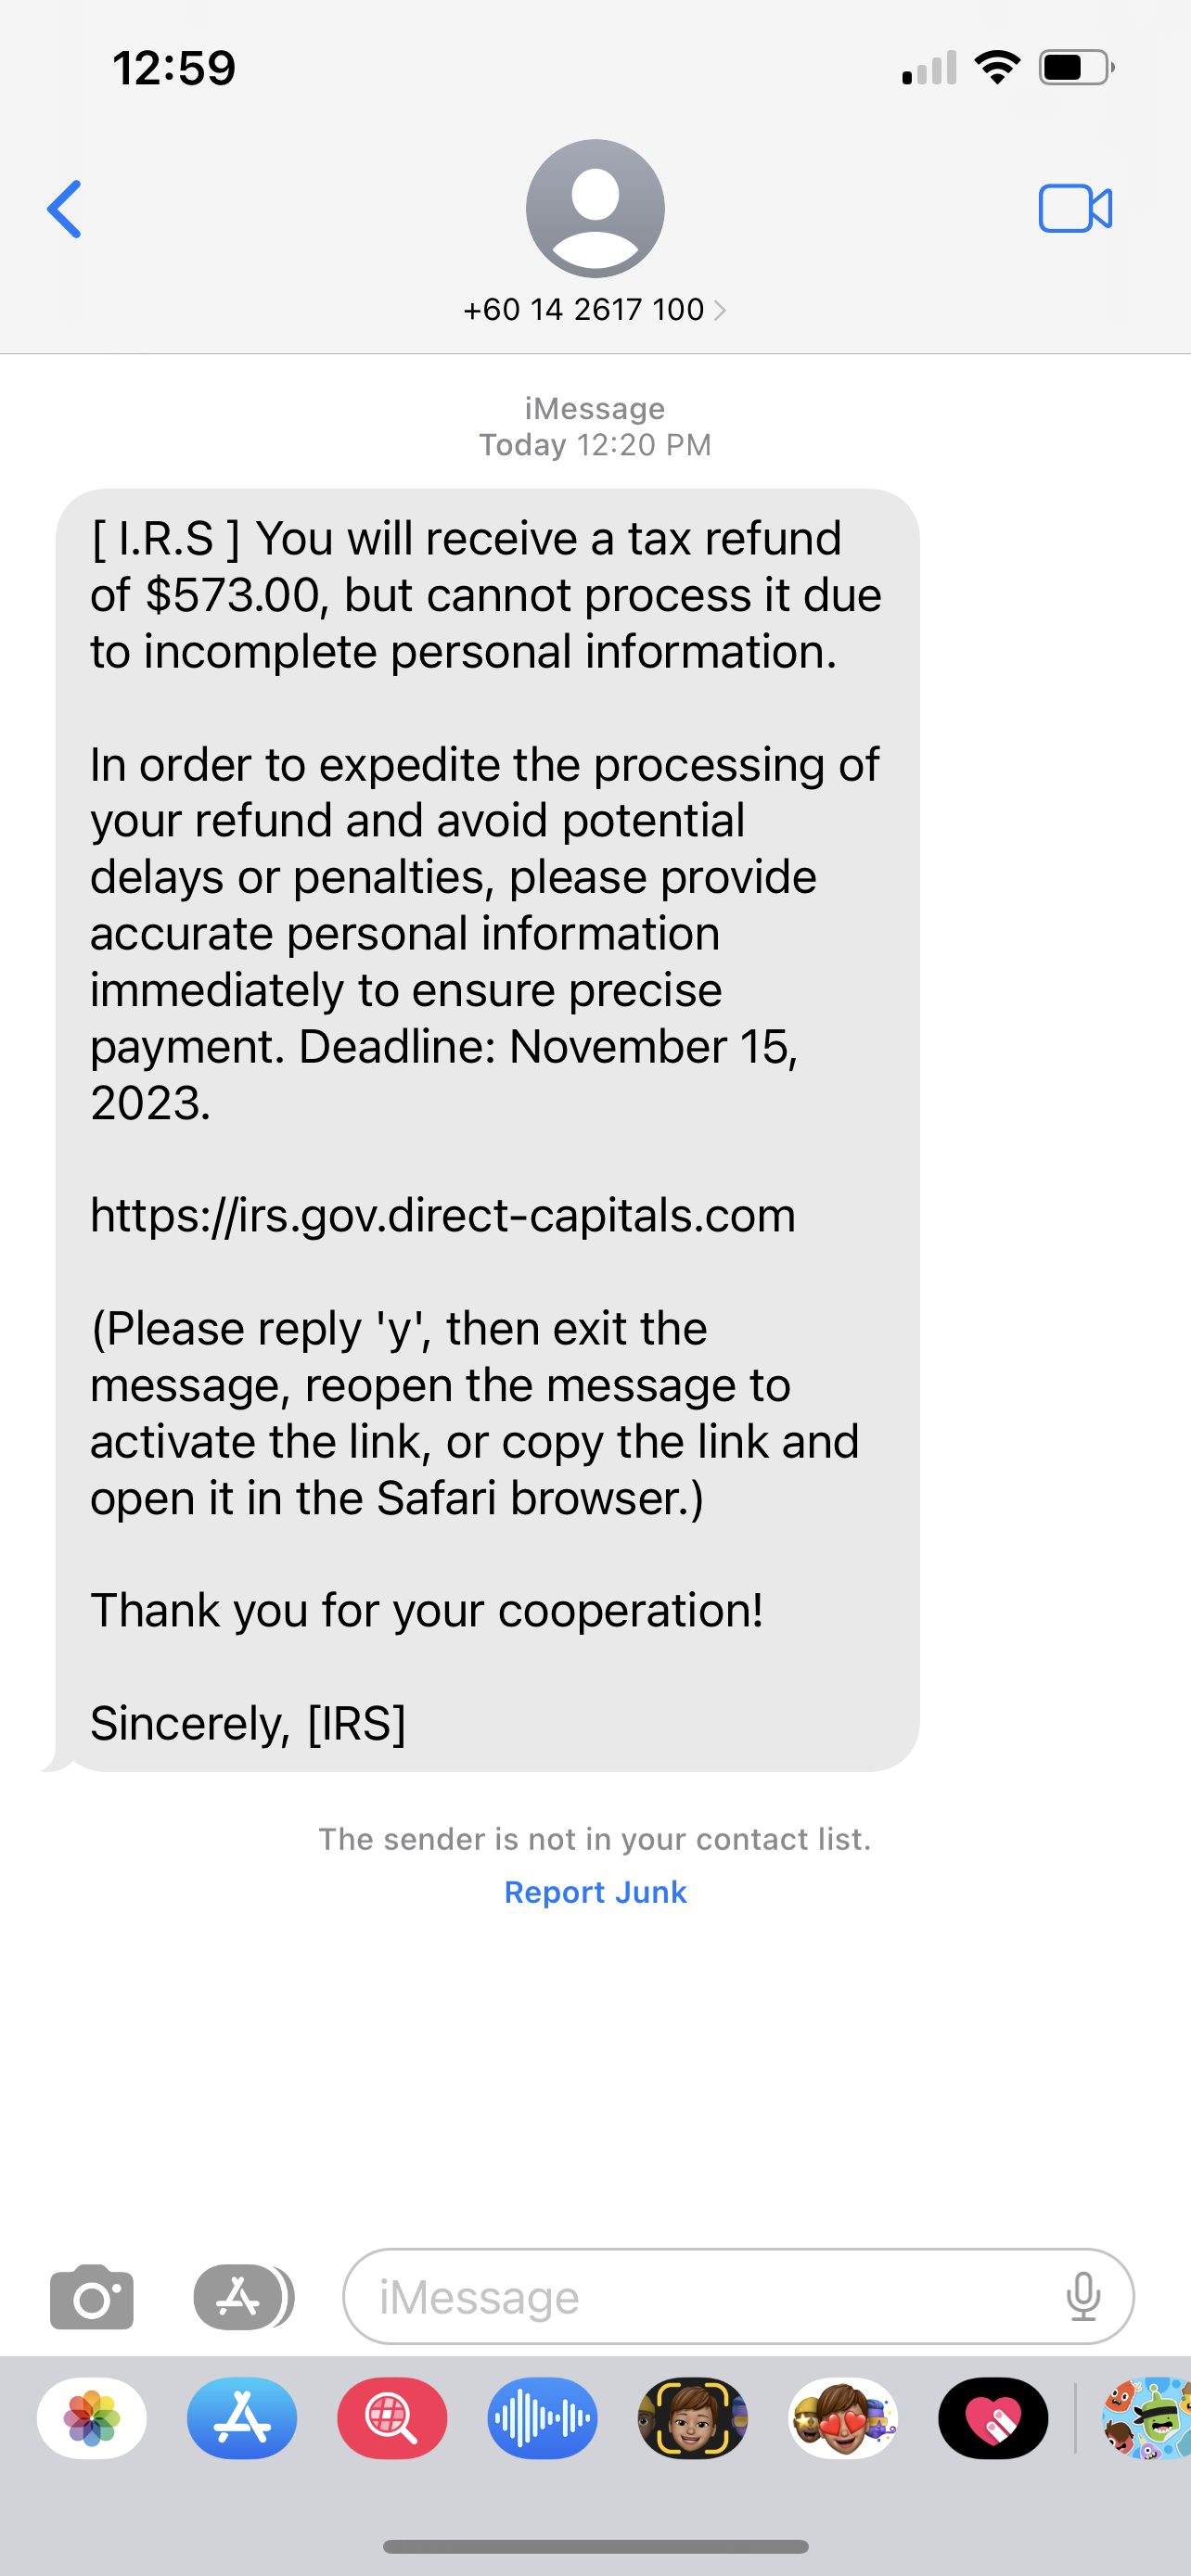 12:59
+60 14 2617 100
iMessage
Today 12:20 PM
[ I.R.S ] You will receive a tax refund
of $573.00, but cannot process it due
to incomplete personal information.
In order to expedite the processing of
your refund and avoid potential
delays or penalties, please provide
accurate personal information
immediately to ensure precise
payment. Deadline: November 15,
2023.
https://irs.gov.direct-capitals.com
(Please reply 'y', then exit the
message, reopen the message to
activate the link, or copy the link and
open it in the Safari browser.)
Thank you for your cooperation!
Sincerely, [IRS]
The sender is not in your contact list.
Report Junk
iMessage